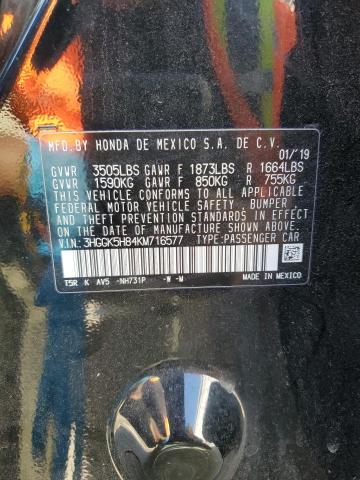 MFD.BY HONDA DE MEXICO S.A. DE C.V.
01/'19
GVWR 3505LBS GAWR F 1873LBS R 1664LBS
GVWR 1590KG GAWR F 850KG R 755KG
THIS VEHICLE CONFORMS TO ALL APPLICABLE
FEDERAL MOTOR VEHICLE SAFETY, BUMPER,
AND THEFT PREVENTION STANDARDS IN EFFECT
ON THE DATE OF MANUFACTURE SHOWN ABOVE.
V.I.N: 3HGGK5H84KM716577 TYPE:PASSENGER CAR
T5R K AV5 -NH731P -W -W MADE IN MEXICO